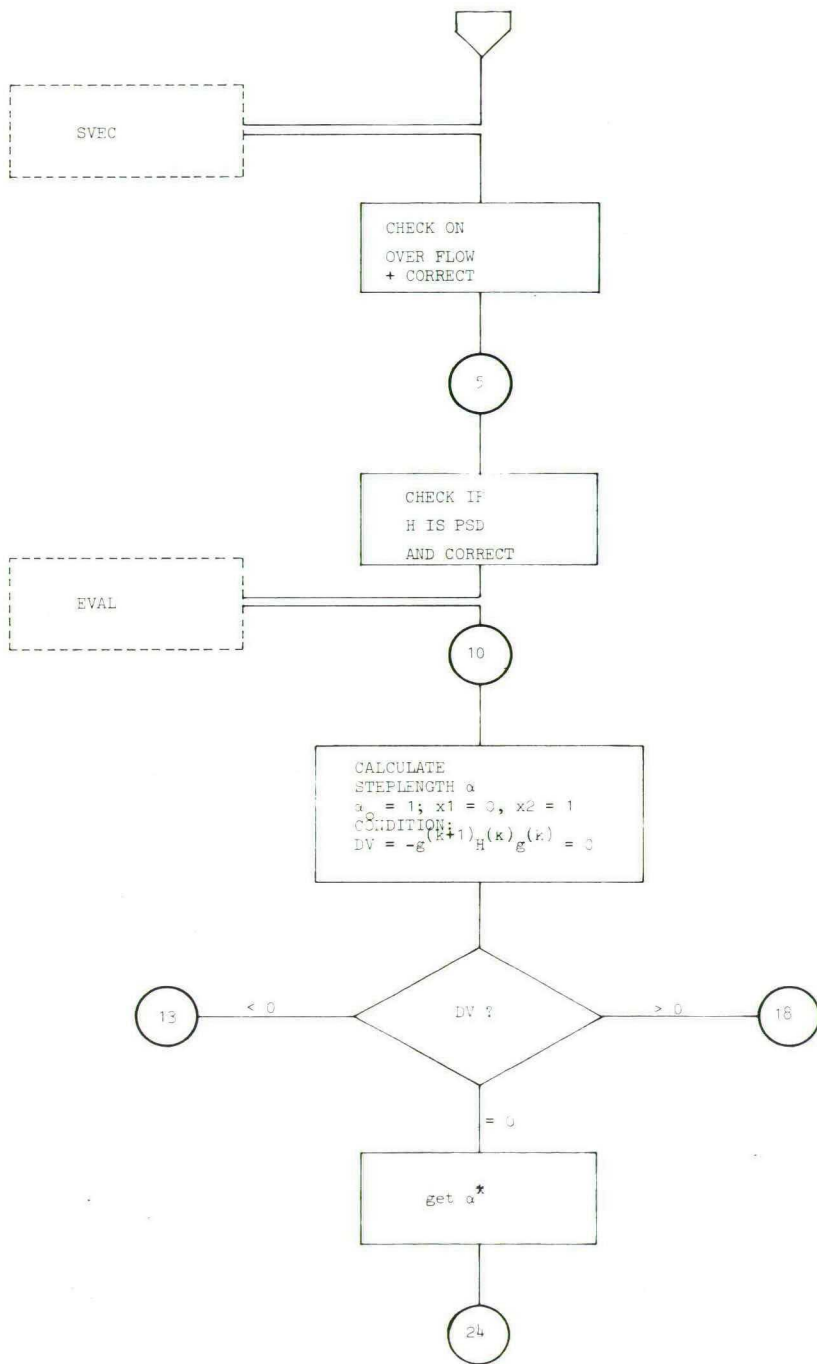 SVEC
CHECK ON
OVER FLOW
+ CORRECT
5
CHECK IF
H IS PSD
AND CORRECT
EVAL
10
CALCULATE
STEPLENGTH α
α₀ = 1; x1 = 0, x2 = 1
CONDITION:
DV = -g^(k+1) H^(k) g^(k) = 0
13
< 0
DV ?
> 0
18
= 0
get α*
24